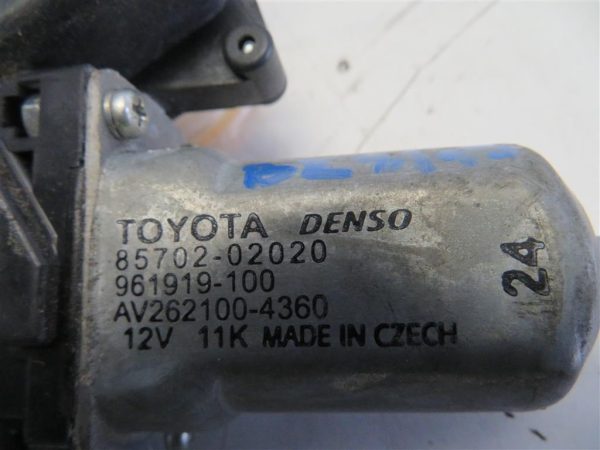 TOYOTA DENSO
85702-02020
961919-100
AV262100-4360
12V 11K MADE IN CZECH
24